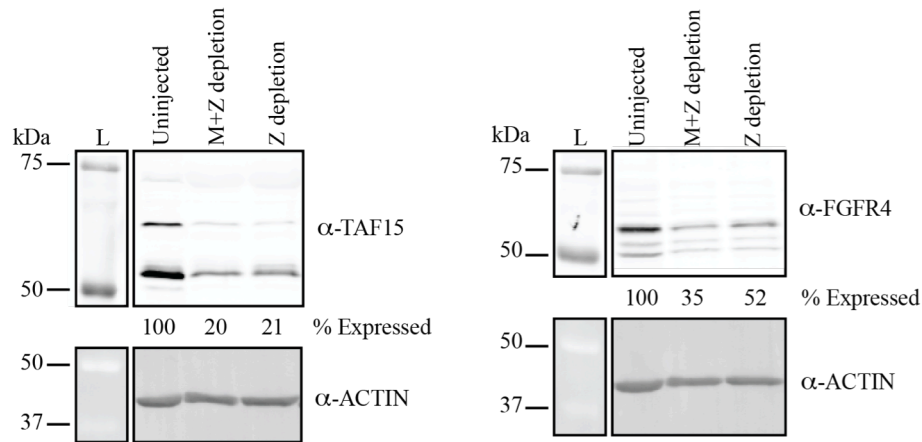 Uninjected
M+Z depletion
Z depletion
kDa L
75
α-TAF15
50
100 20 21 % Expressed
50
α-ACTIN
37
Uninjected
M+Z depletion
Z depletion
kDa L
75
α-FGFR4
50
100 35 52 % Expressed
50
α-ACTIN
37